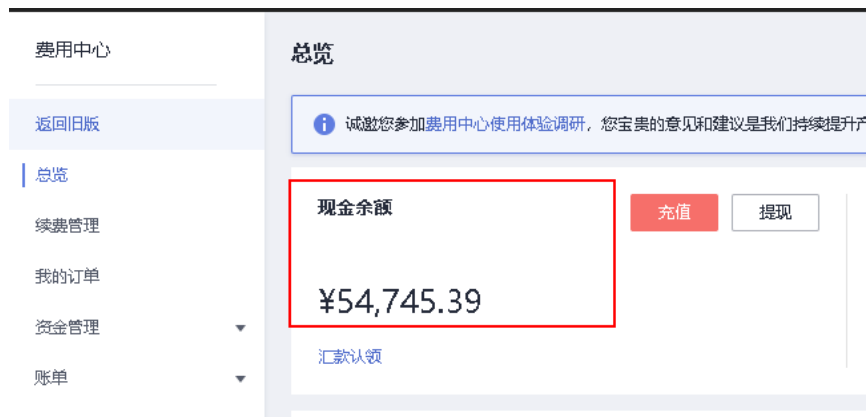 费用中心
返回旧版
总览
续费管理
我的订单
资金管理
账单
总览
诚邀您参加费用中心使用体验调研，您宝贵的意见和建议是我们持续提升产
现金余额
充值
提现
¥54,745.39
汇款认领